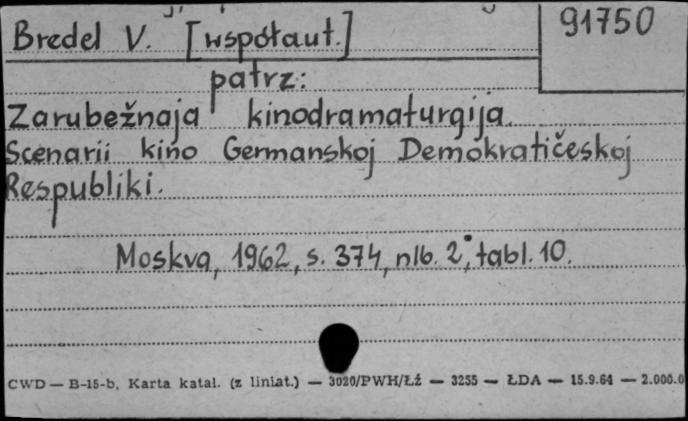 Bredel V. [współaut.]
91750
patrz:
Zarubežnaja kinodramaturgija.
Scenarii kino Germanskoj Demokratičeskoj
Respubliki.
Moskva, 1962, s. 374, nlb. 2, tabl. 10.
CWD — B-15-b, Karta katal. (z liniat.) — 3020/PWH/Łź — 3255 — ŁDA — 15.9.64 — 2.000.0